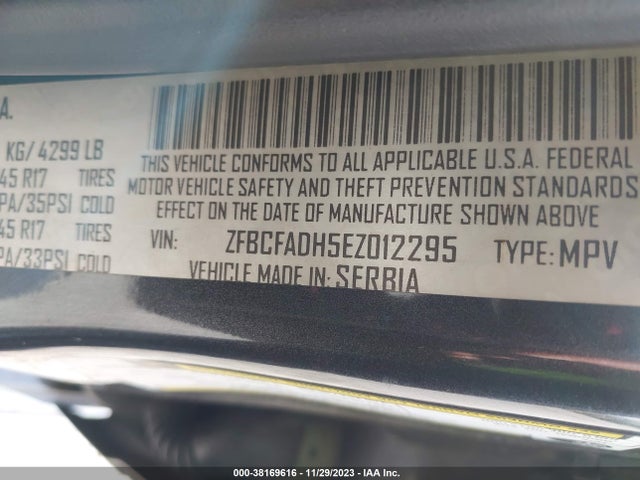 A.
KG/ 4299 LB
45 R17 TIRES
PA/35PSI COLD
45 R17 TIRES
PA/33PSI COLD
THIS VEHICLE CONFORMS TO ALL APPLICABLE U.S.A. FEDERAL
MOTOR VEHICLE SAFETY AND THEFT PREVENTION STANDARDS
EFFECT ON THE DATE OF MANUFACTURE SHOWN ABOVE
VIN: ZFBCFADH5EZ012295 TYPE: MPV
VEHICLE MADE IN: SERBIA
000-38169616 - 11/29/2023 - IAA Inc.